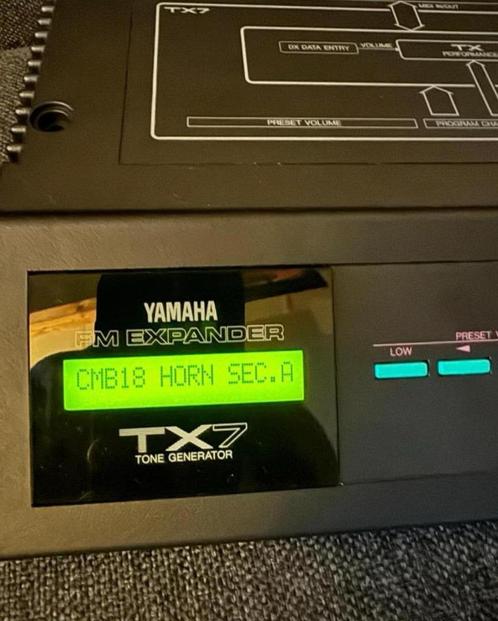 TX7
MIDI IN/OUT
DX DATA ENTRY
VOLUME
TX
PERFORMANCE
PRESET VOLUME
PROGRAM CHA
YAMAHA
FM EXPANDER
CMB18 HORN SEC.A
TX7
TONE GENERATOR
PRESET V
LOW